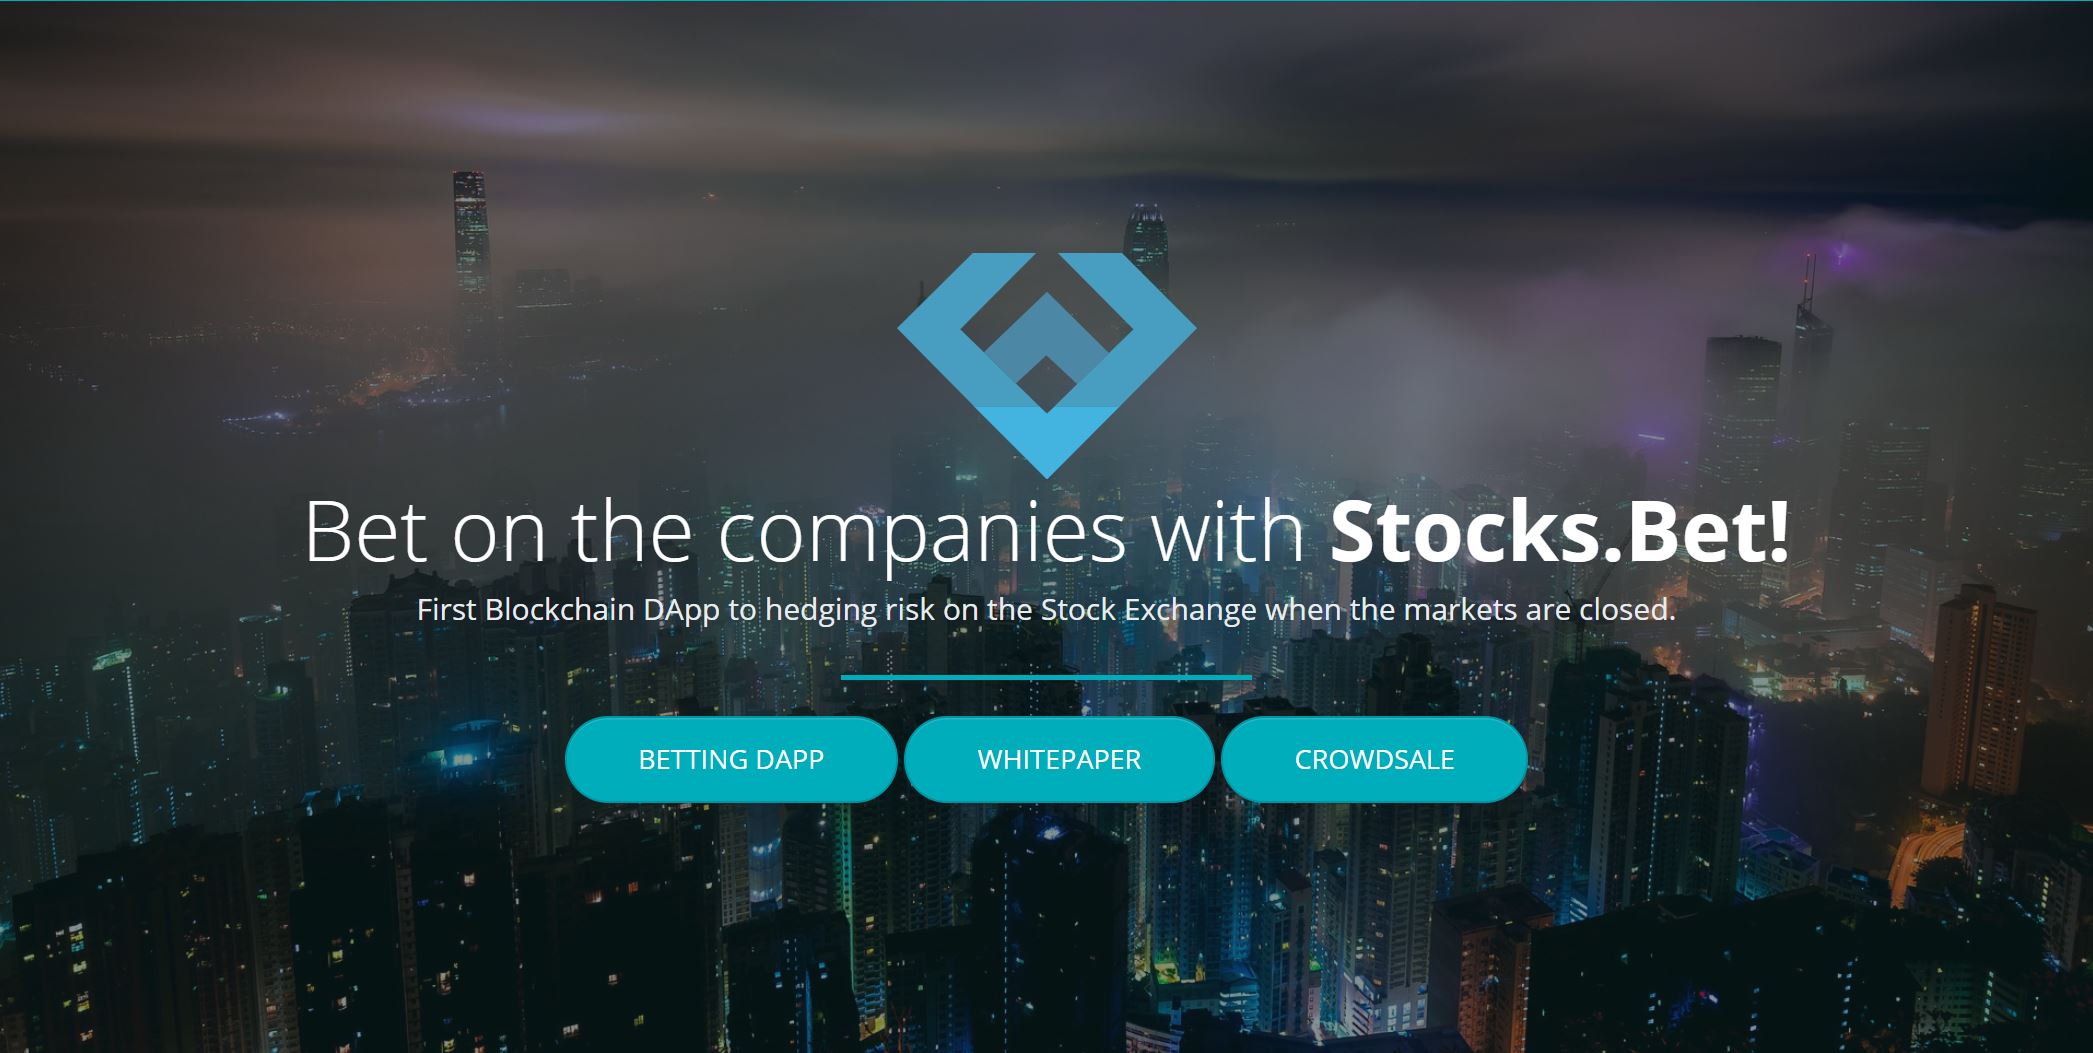 Bet on the companies with Stocks.Bet!
First Blockchain DApp to hedging risk on the Stock Exchange when the markets are closed.
BETTING DAPP
WHITEPAPER
CROWDSALE